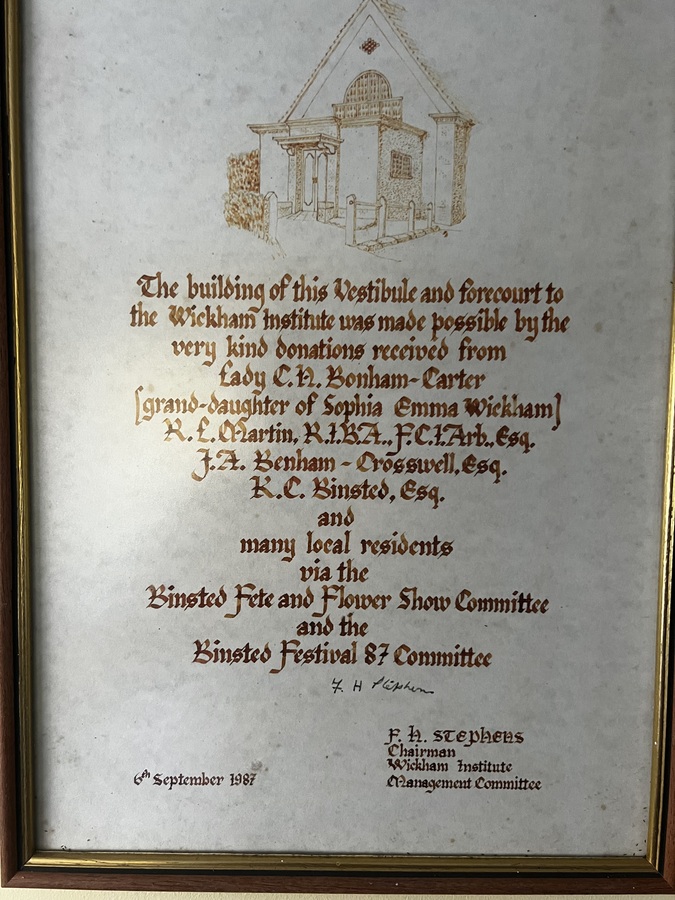 The building of this Vestibule and forecourt to
the Wickham Institute was made possible by the
very kind donations received from
Lady C.N. Bonham-Carter
[grand-daughter of Sophia Emma Wickham]
R.L. Martin, R.I.B.A., F.C.I.Arb., Esq.
J.A. Benham-Crosswell, Esq.
K.C. Binsted, Esq.
and
many local residents
via the
Binsted Fete and Flower Show Committee
and the
Binsted Festival 87 Committee
F H Stephens
F. H. Stephens
Chairman
Wickham Institute
Management Committee
6th September 1987